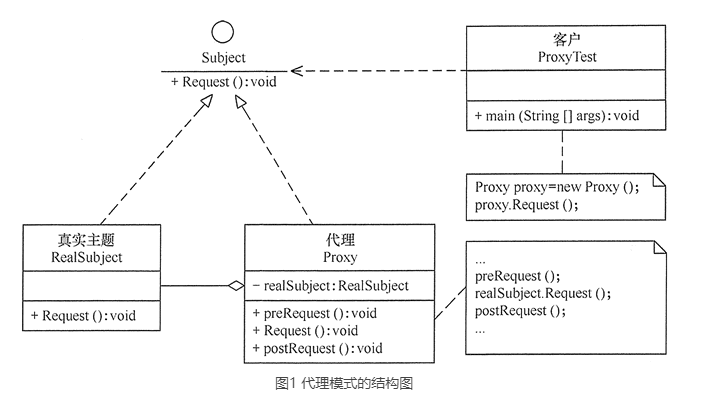 Subject
+ Request():void
客户
ProxyTest
+ main (String [] args):void
Proxy proxy=new Proxy ();
proxy.Request();
真实主题
RealSubject
+ Request():void
代理
Proxy
− realSubject:RealSubject
+ preRequest():void
+ Request():void
+ postRequest():void
...
preRequest();
realSubject.Request();
postRequest();
...
图1 代理模式的结构图